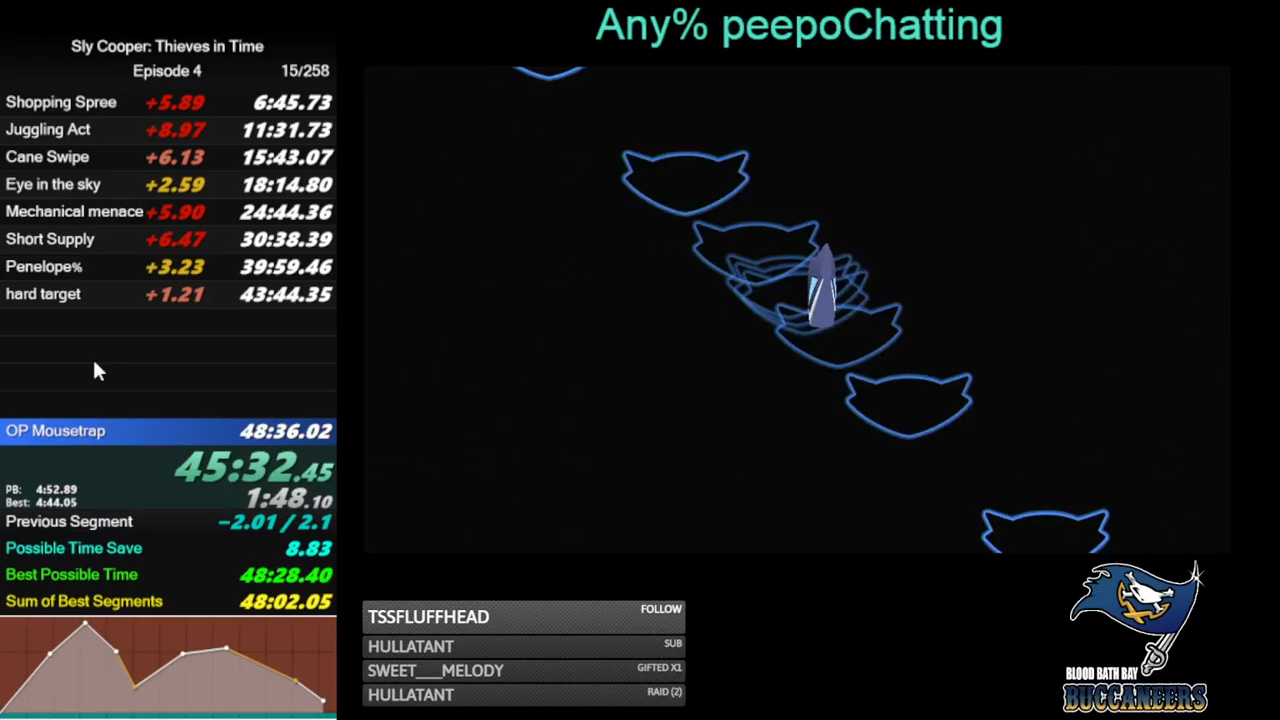 Any% peepoChatting
Sly Cooper: Thieves in Time
Episode 4 15/258
Shopping Spree +5.89 6:45.73
Juggling Act +8.97 11:31.73
Cane Swipe +6.13 15:43.07
Eye in the sky +2.59 18:14.80
Mechanical menace +5.90 24:44.36
Short Supply +6.47 30:38.39
Penelope% +3.23 39:59.46
hard target +1.21 43:44.35
OP Mousetrap 48:36.02
45:32.45
PB: 4:52.89
Best: 4:44.05
1:48.10
Previous Segment −2.01 / 2.1
Possible Time Save 8.83
Best Possible Time 48:28.40
Sum of Best Segments 48:02.05
TSSFLUFFHEAD FOLLOW
HULLATANT SUB
SWEET___MELODY GIFTED X1
HULLATANT RAID (2)
BLOOD BATH BAY
BUCCANEERS